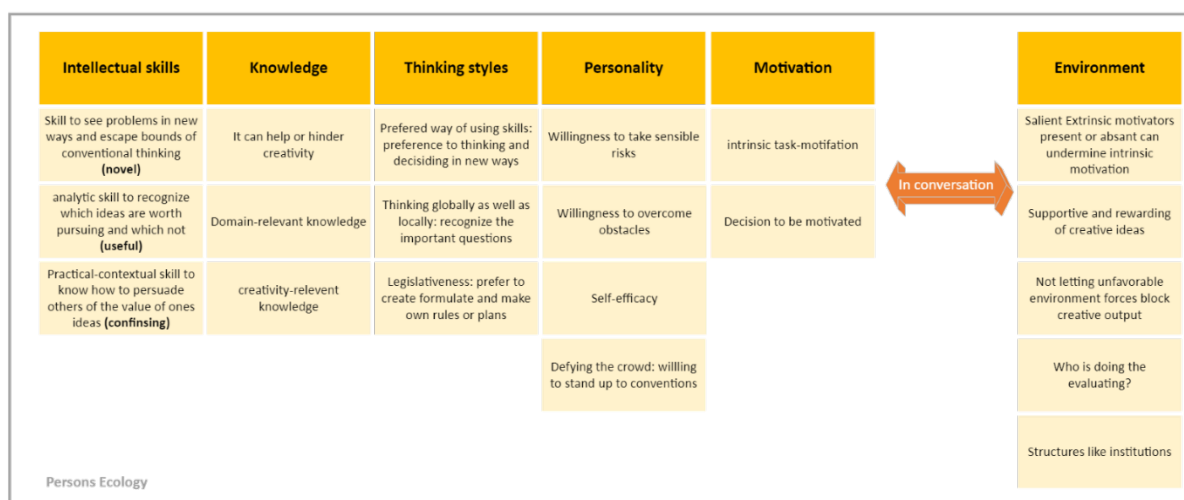 Intellectual skills
Skill to see problems in new
ways and escape bounds of
conventional thinking
(novel)
analytic skill to recognize
which ideas are worth
pursuing and which not
(useful)
Practical-contextual skill to
know how to persuade
others of the value of ones
ideas (confinsing)
Knowledge
It can help or hinder
creativity
Domain-relevant knowledge
creativity-relevent
knowledge
Thinking styles
Prefered way of using skills:
preference to thinking and
decisiding in new ways
Thinking globally as well as
locally: recognize the
important questions
Legislativeness: prefer to
create formulate and make
own rules or plans
Personality
Willingness to take sensible
risks
Willingness to overcome
obstacles
Self-efficacy
Defying the crowd: willling
to stand up to conventions
Motivation
intrinsic task-motifation
Decision to be motivated
In conversation
Environment
Salient Extrinsic motivators
present or absant can
undermine intrinsic
motivation
Supportive and rewarding
of creative ideas
Not letting unfavorable
environment forces block
creative output
Who is doing the
evaluating?
Structures like institutions
Persons Ecology